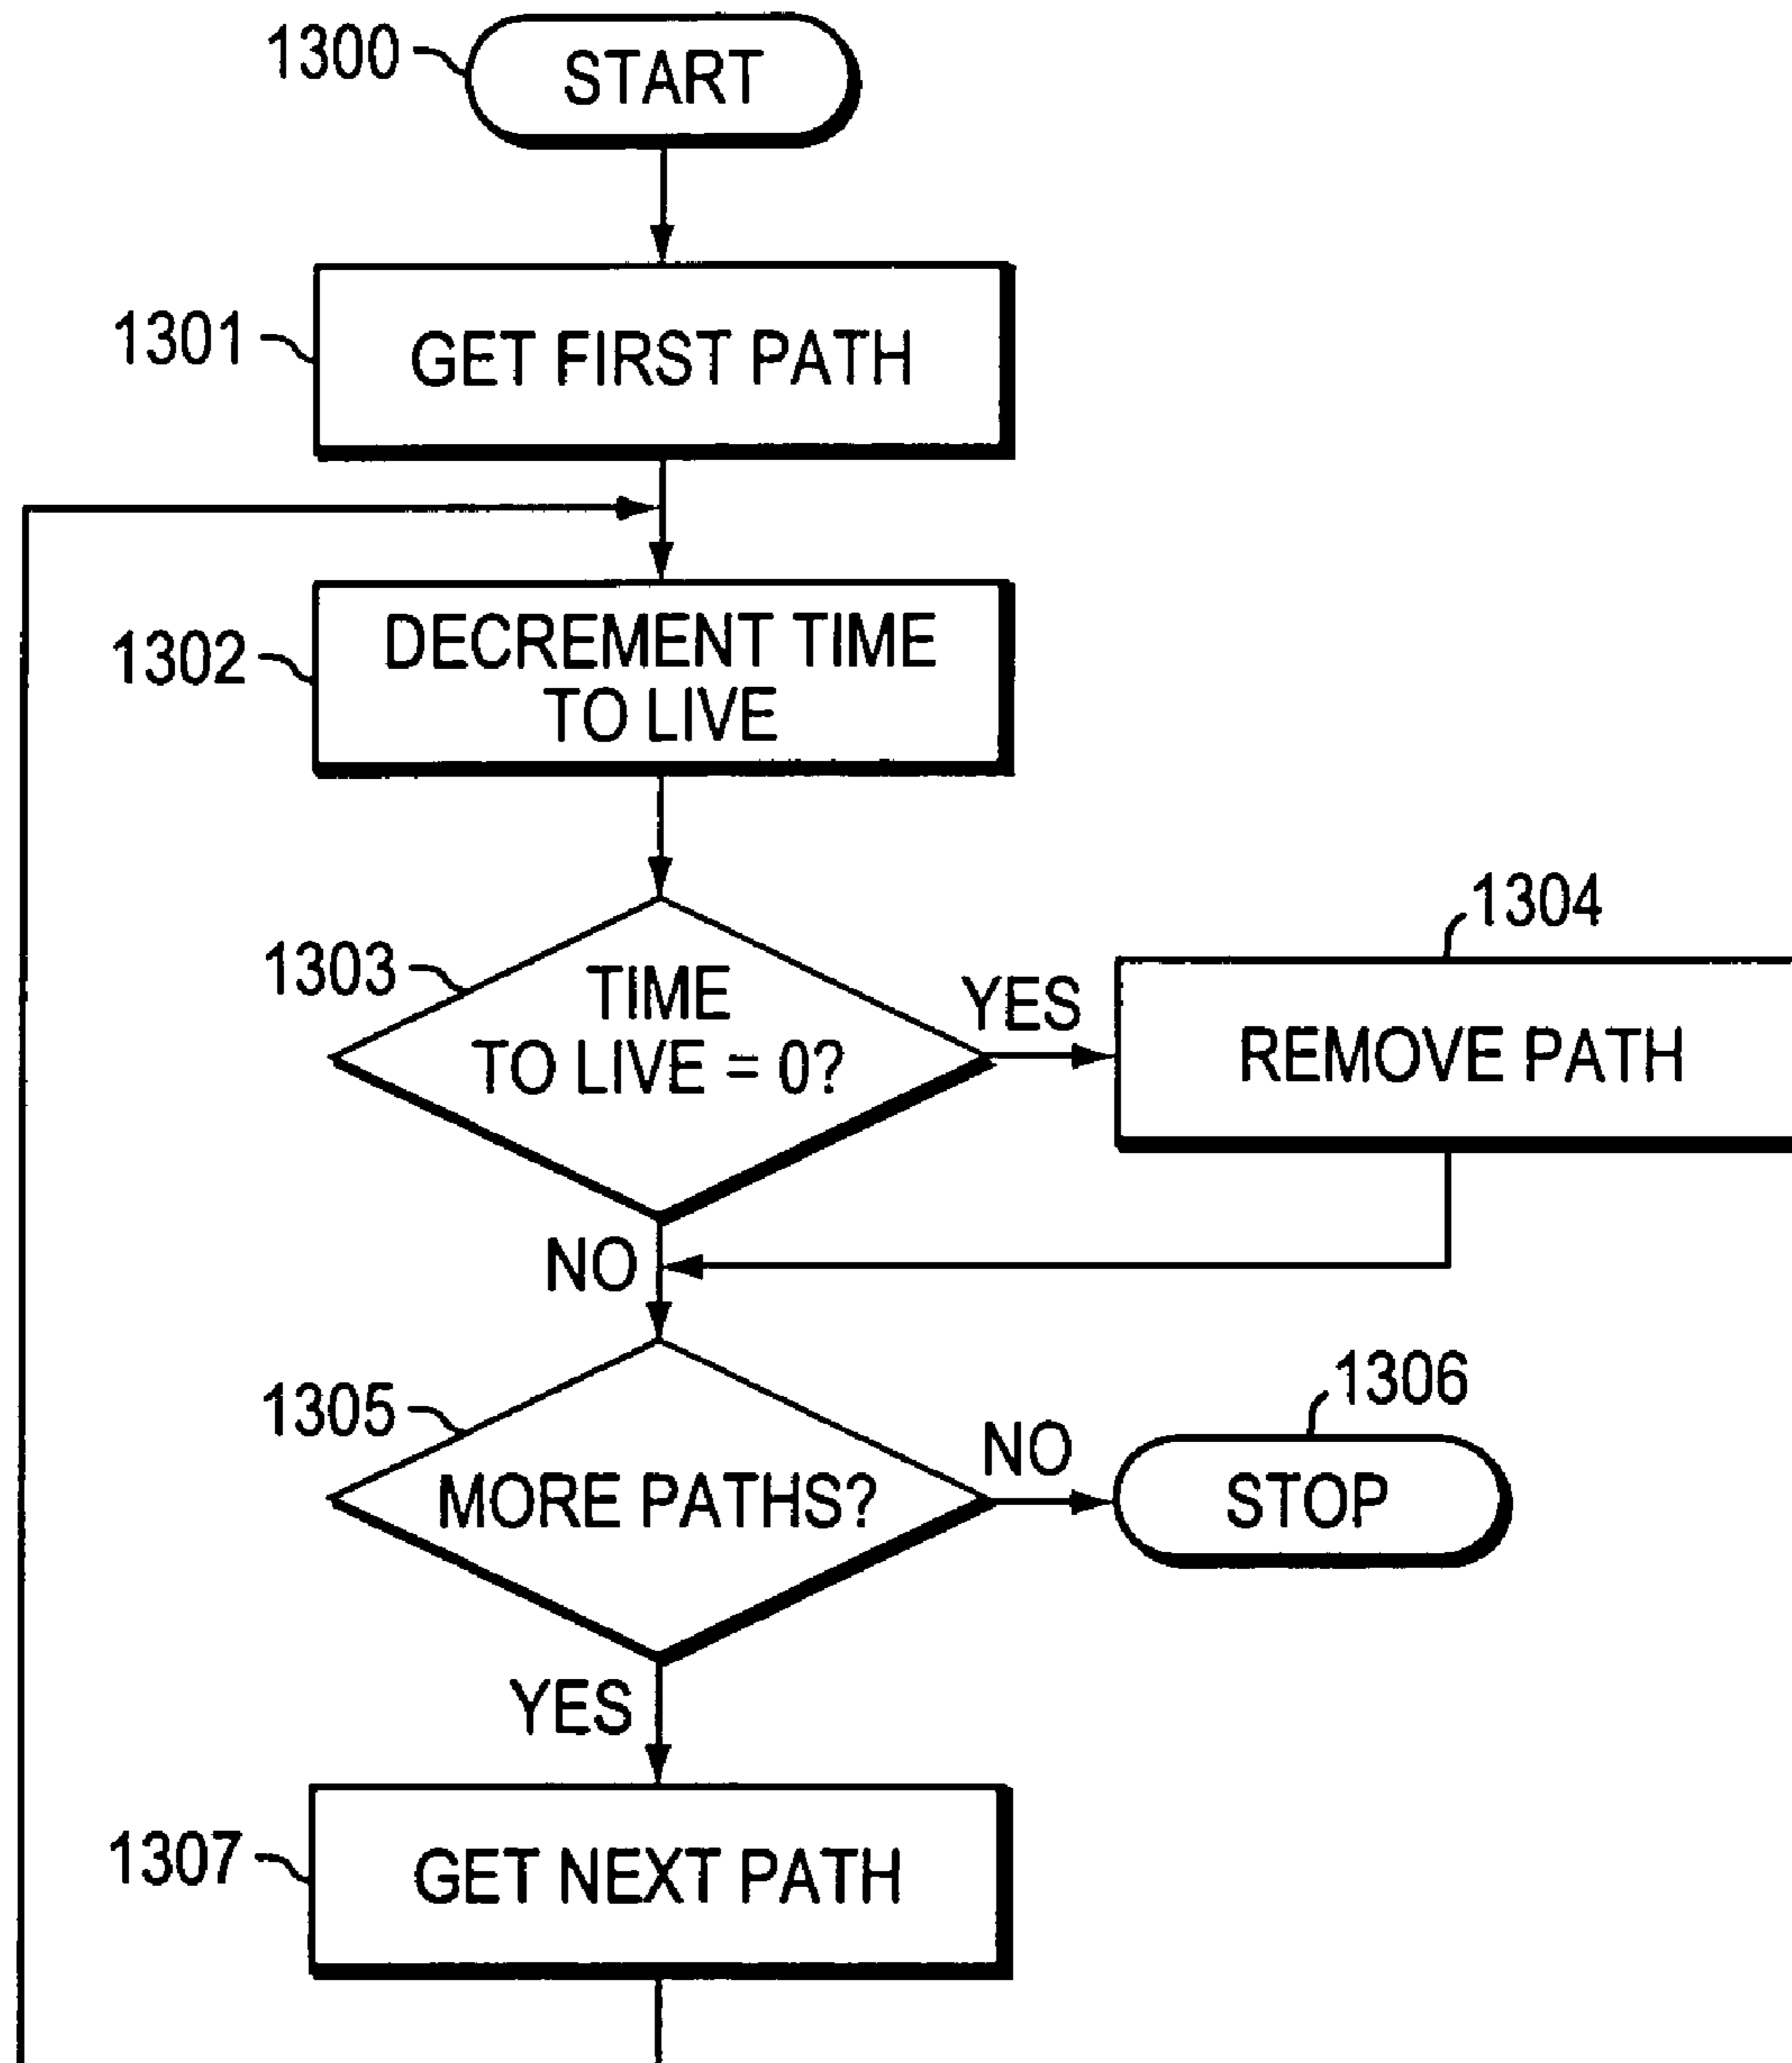 1300
START
1301
GET FIRST PATH
1302
DECREMENT TIME
TO LIVE
1303
TIME
TO LIVE = 0?
YES
1304
REMOVE PATH
NO
1305
MORE PATHS?
NO
1306
STOP
YES
1307
GET NEXT PATH